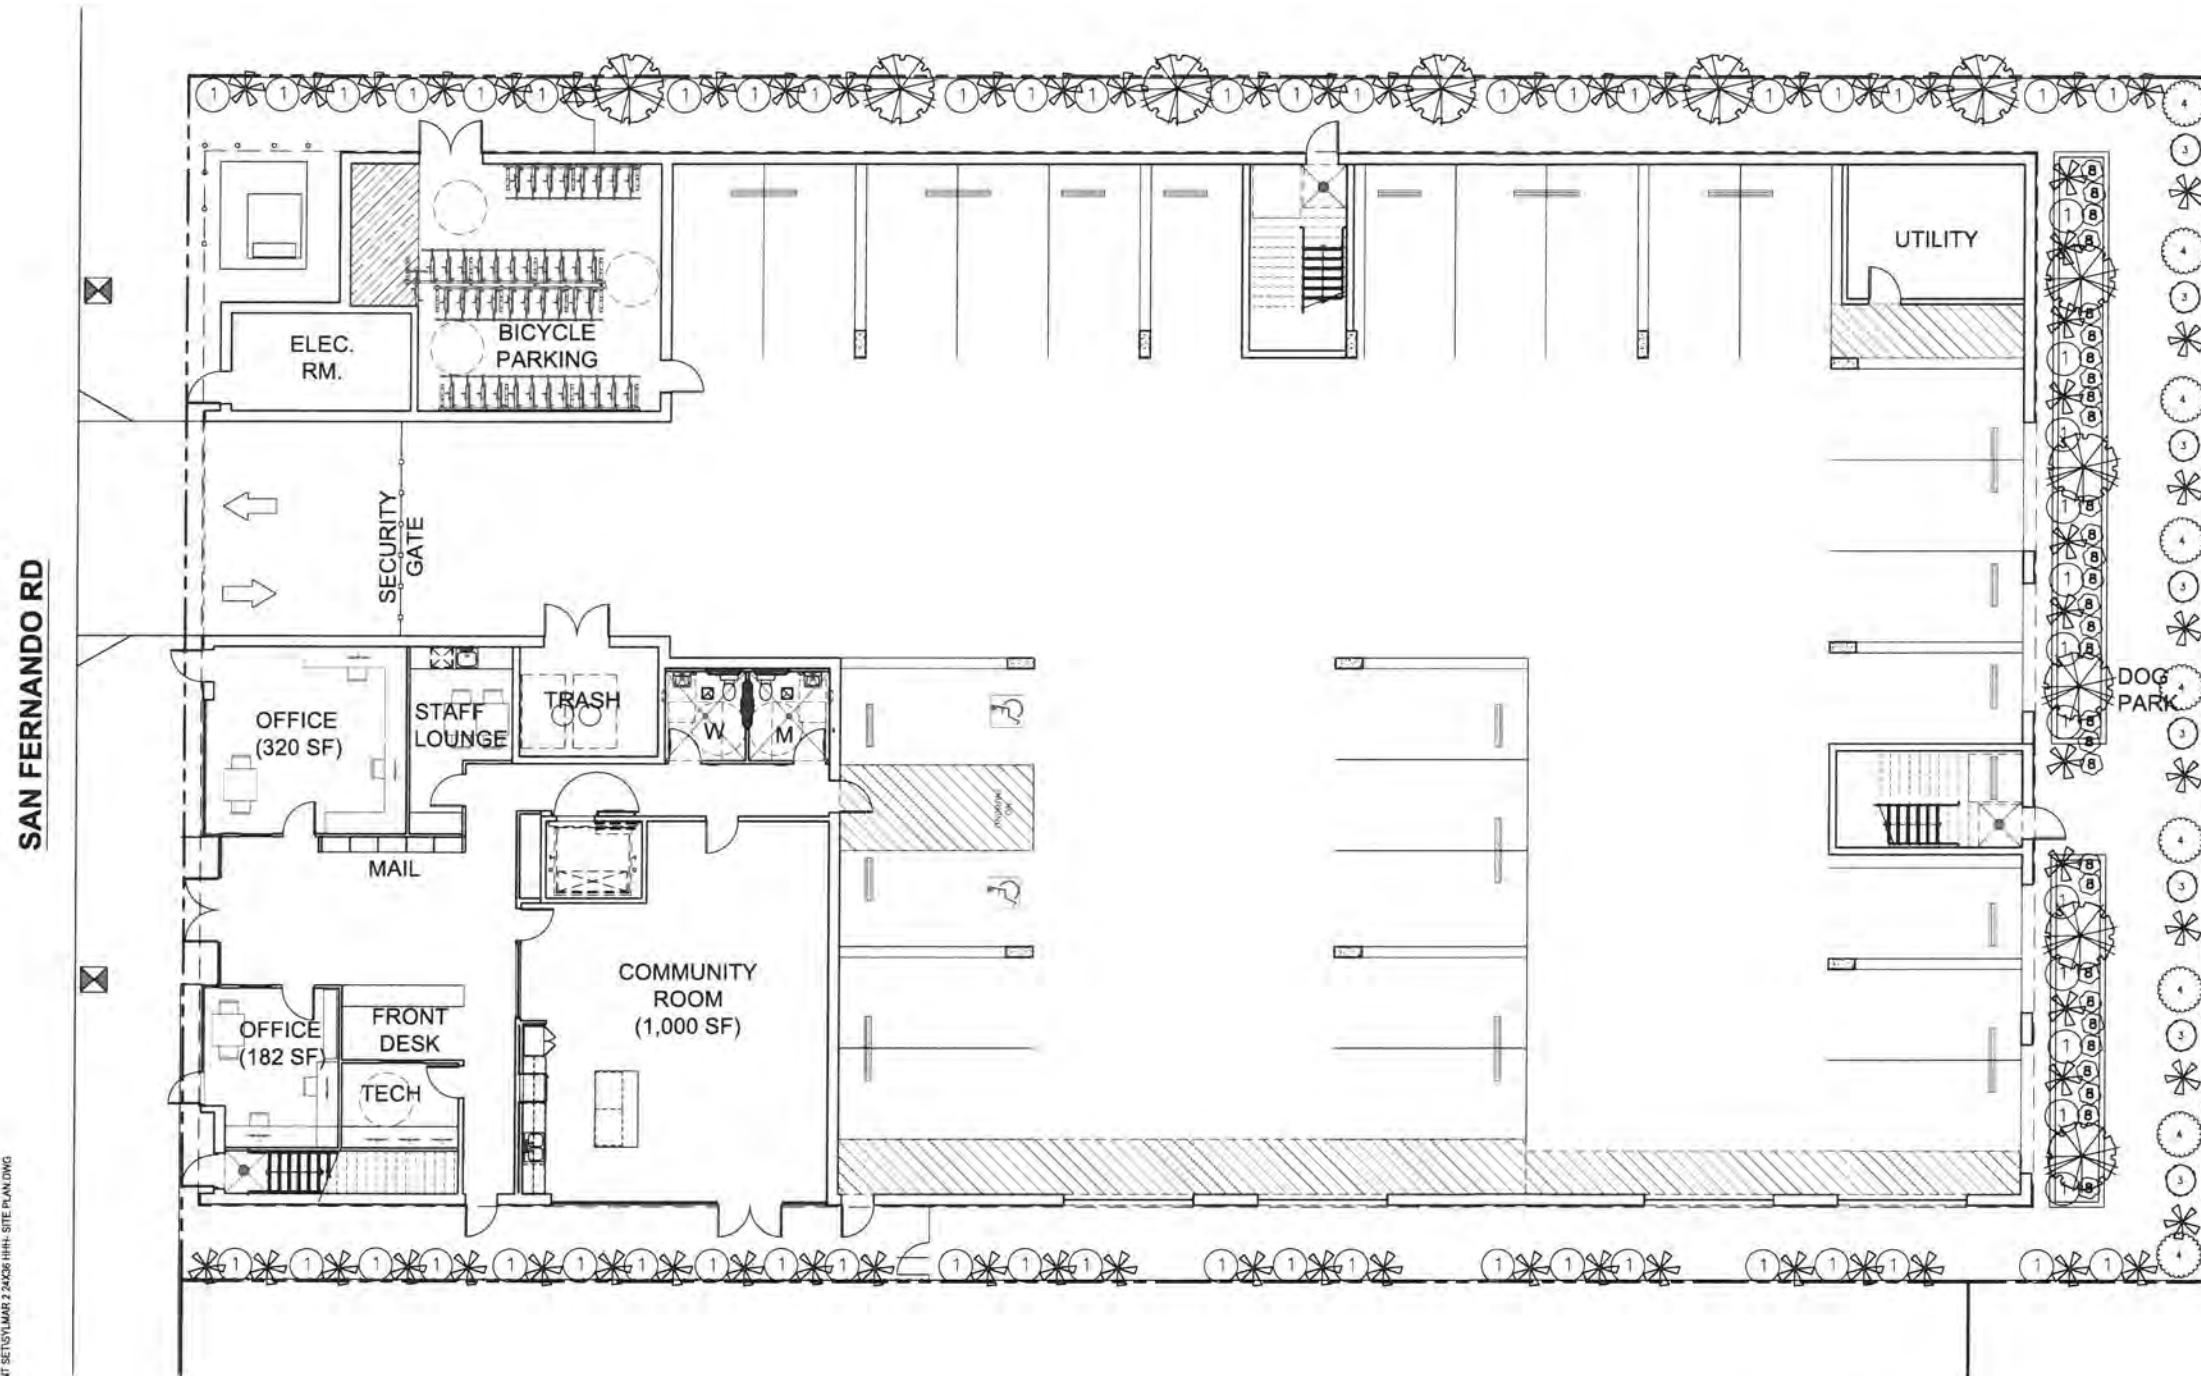 UTILITY
ELEC.
RM.
BICYCLE
PARKING
SECURITY
GATE
SAN FERNANDO RD
OFFICE
(320 SF)
STAFF
LOUNGE
TRASH
W
M
DOG
PARK
MAIL
COMMUNITY
ROOM
(1,000 SF)
OFFICE
(182 SF)
FRONT
DESK
TECH